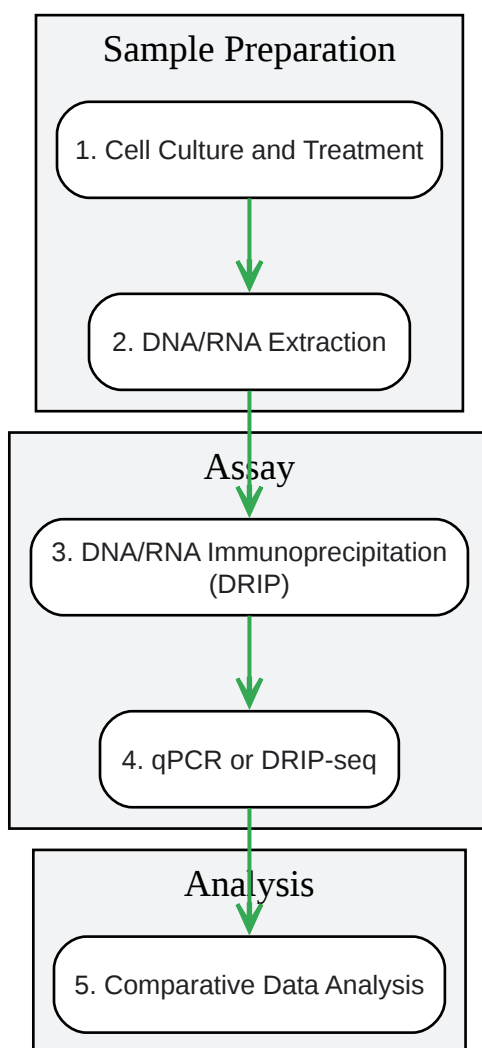 Sample Preparation
1. Cell Culture and Treatment
2. DNA/RNA Extraction
Assay
3. DNA/RNA Immunoprecipitation
(DRIP)
4. qPCR or DRIP-seq
Analysis
5. Comparative Data Analysis